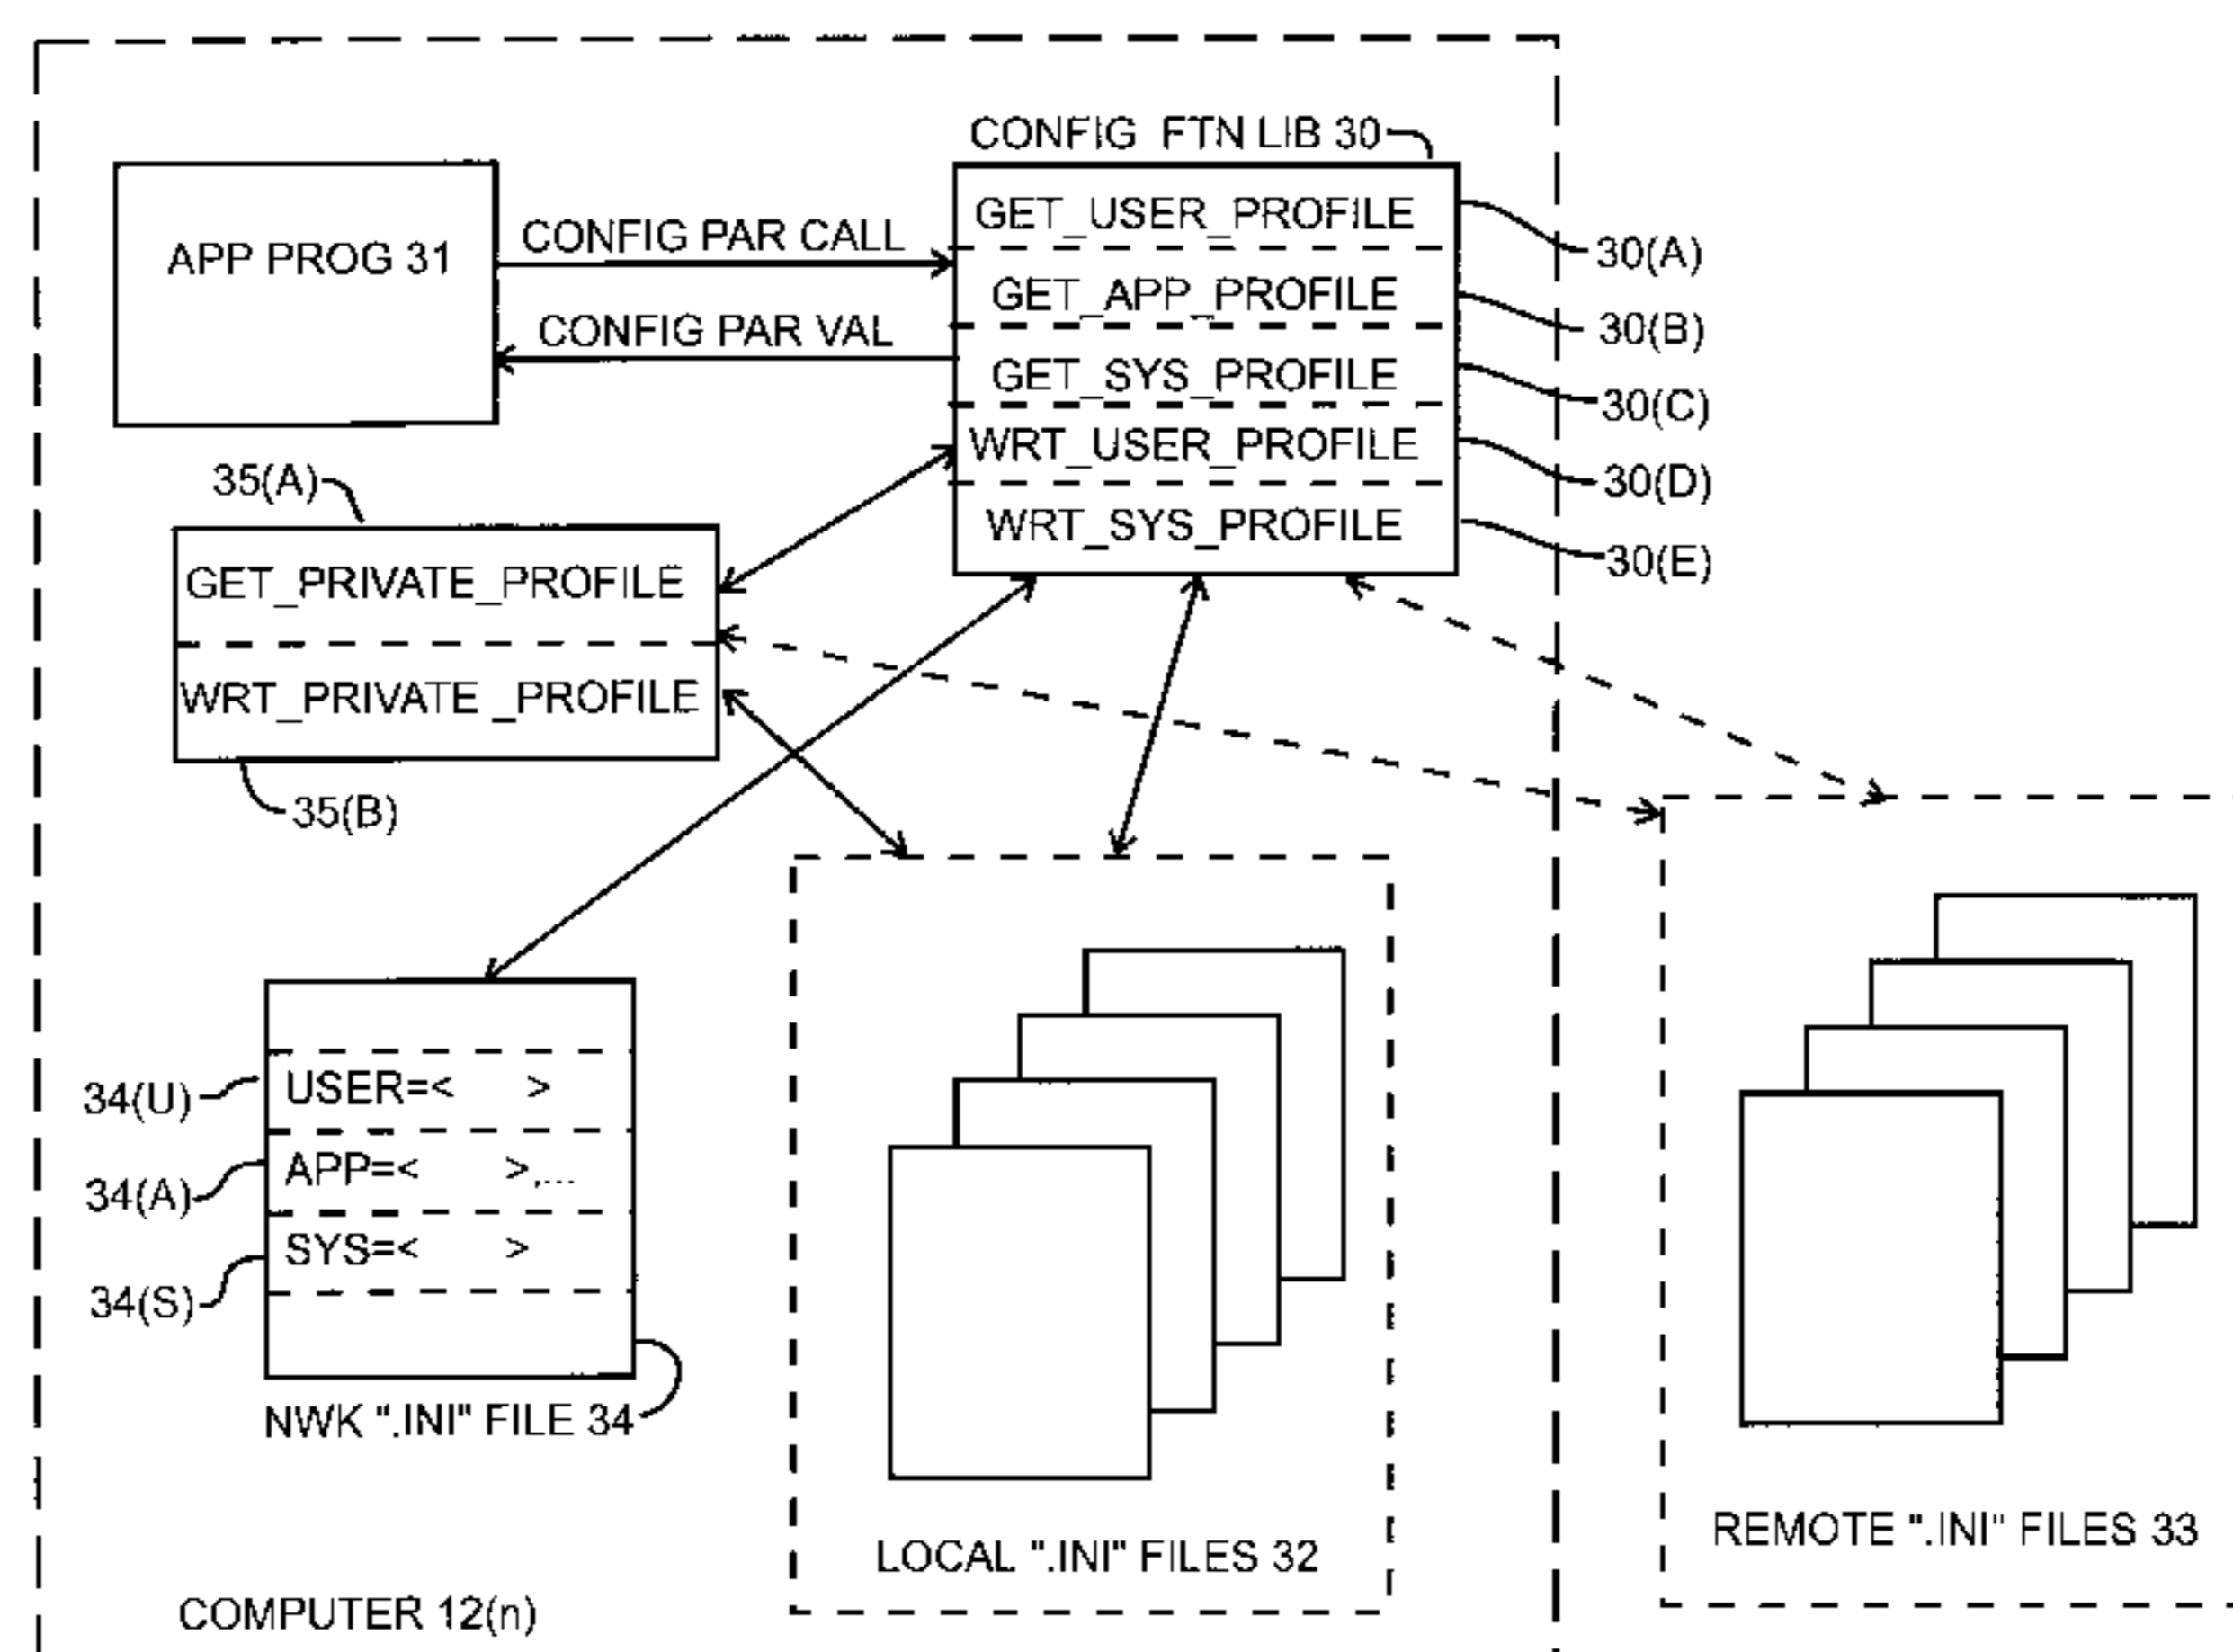 CONFIG FTN LIB 30
APP PROG 31
CONFIG PAR CALL
CONFIG PAR VAL
GET_USER_PROFILE
30(A)
GET_APP_PROFILE
30(B)
GET_SYS_PROFILE
30(C)
WRT_USER_PROFILE
30(D)
WRT_SYS_PROFILE
30(E)
35(A)
GET_PRIVATE_PROFILE
WRT_PRIVATE _PROFILE
35(B)
34(U)
USER=< >
34(A)
APP=< >,...
34(S)
SYS=< >
NWK ".INI" FILE 34
LOCAL ".INI" FILES 32
REMOTE ".INI" FILES 33
COMPUTER 12(n)